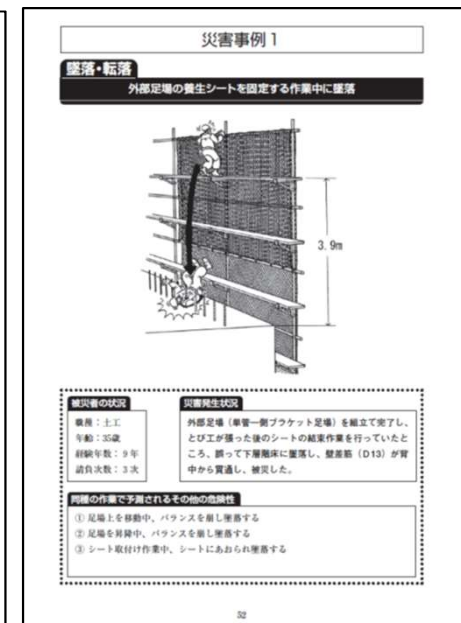 災害事例1
墜落・転落
外部足場の養生シートを固定する作業中に墜落
3.9m
被災者の状況
職種：土工
年齢：35歳
経験年数：9年
請負次数：3次
災害発生状況
外部足場（単管一側ブラケット足場）を組立て完了し、
とび工が張った後のシートの結束作業を行っていたと
ころ、誤って下層階床に墜落し、壁差筋（D13）が背
中から貫通し、被災した。
同種の作業で予測されるその他の危険性
① 足場上を移動中、バランスを崩し墜落する
② 足場を昇降中、バランスを崩し墜落する
③ シート取付け作業中、シートにあおられ墜落する
52